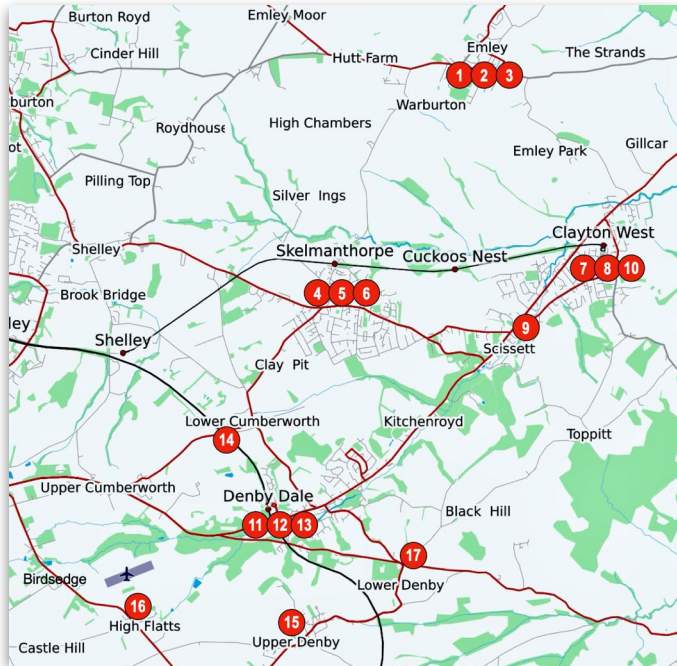 Burton Royd
Emley Moor
Cinder Hill
Hutt Farm
Emley
The Strands
1 2 3
burton
Warburton
High Chambers
Roydhouse
ot
Emley Park
Gillcar
Pilling Top
Silver Ings
Clayton West
Shelley
Skelmanthorpe
Cuckoos Nest
7 8 10
4 5 6
Brook Bridge
ley
9
Shelley
Scissett
Clay Pit
Lower Cumberworth
Kitchenroyd
14
Toppitt
Upper Cumberworth
Denby Dale
Black Hill
11 12 13
17
Birdsedge
Lower Denby
16
15
High Flatts
Upper Denby
Castle Hill